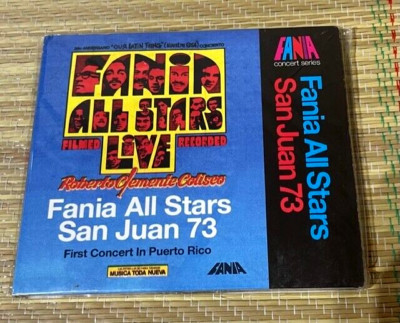 FANIA
ALL STARS
FILMED
RECORDED
LIVE
Roberto Clemente Coliseo
Fania All Stars
San Juan 73
First Concert In Puerto Rico
MUSICA TODA NUEVA
FANIA
FANIA
concert series
Fania All Stars
San Juan 73